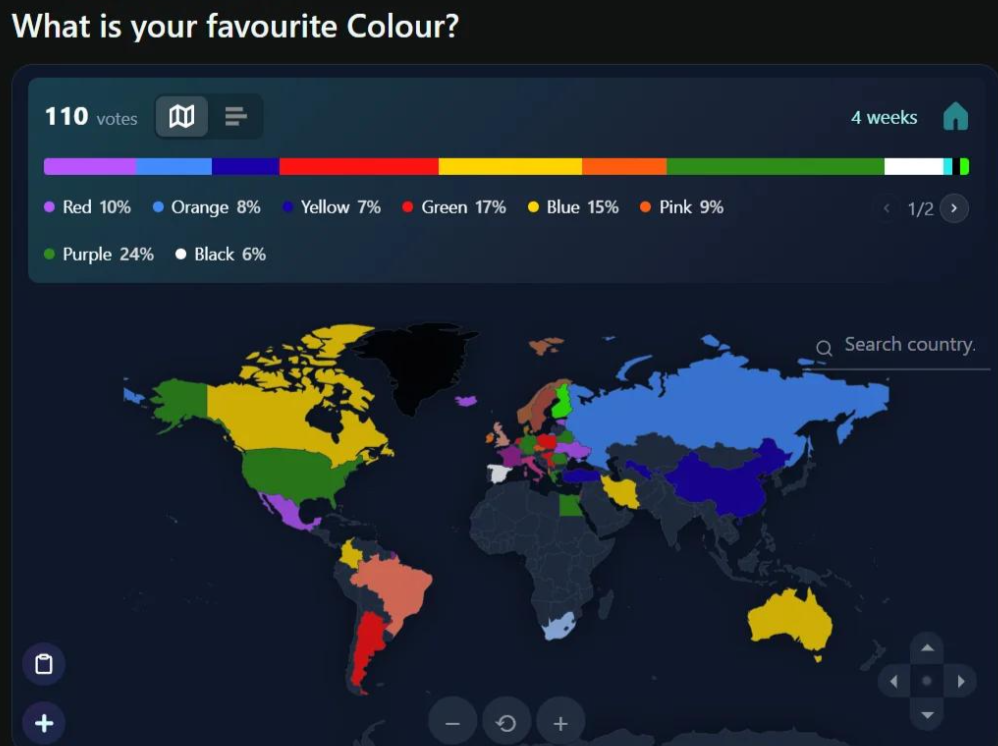 What is your favourite Colour?
110 votes
4 weeks
Red 10% Orange 8% Yellow 7% Green 17% Blue 15% Pink 9%
1/2
Purple 24% Black 6%
Search country.